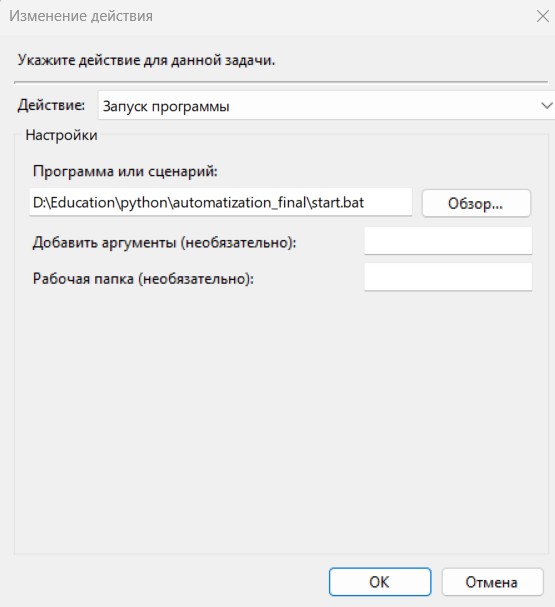 Изменение действия
Укажите действие для данной задачи.
Действие: Запуск программы
Настройки
Программа или сценарий:
D:\Education\python\automatization_final\start.bat Обзор...
Добавить аргументы (необязательно):
Рабочая папка (необязательно):
ОК Отмена